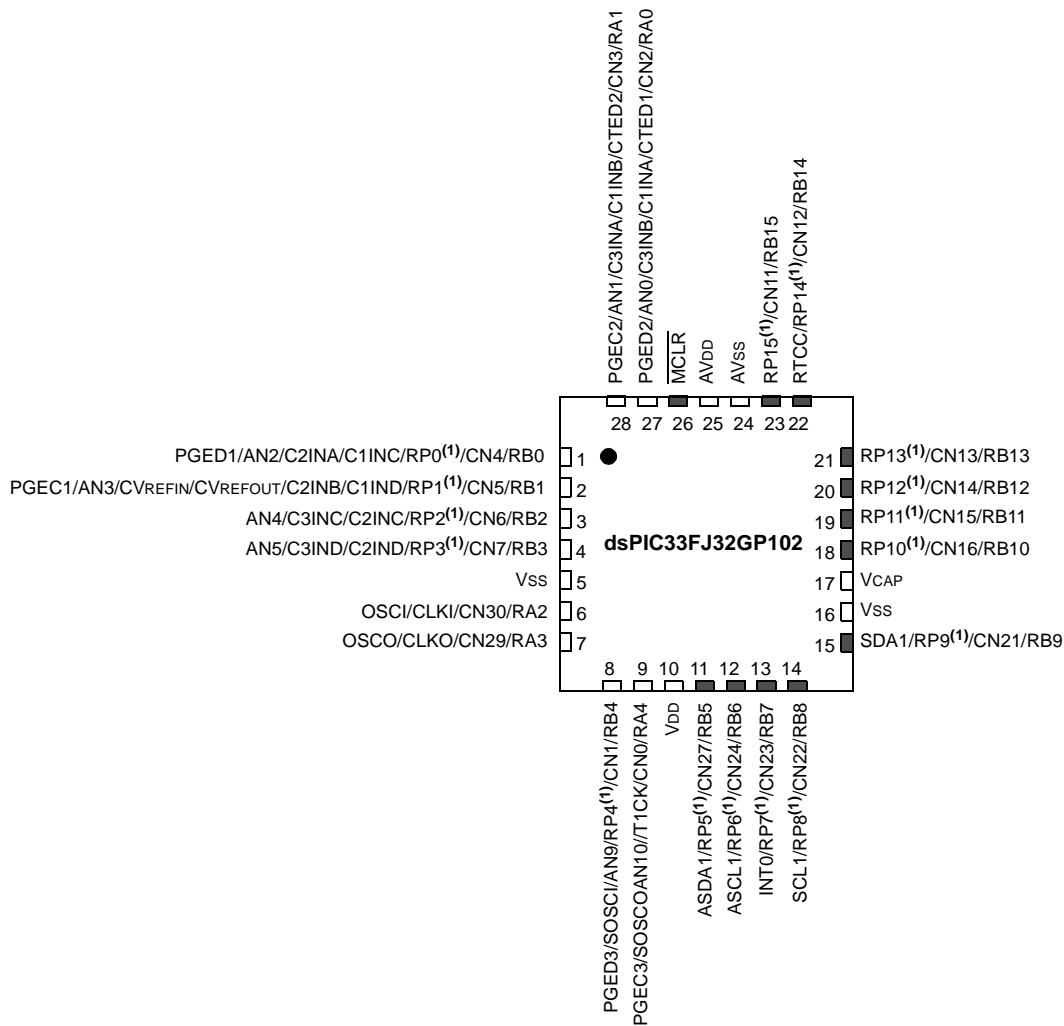 PGEC2/AN1/C3INA/C1INB/CTED2/CN3/RA1
PGED2/AN0/C3INB/C1INA/CTED1/CN2/RA0
MCLR
AVDD
AVSS
RP15(1)/CN11/RB15
RTCC/RP14(1)/CN12/RB14
28 27 26 25 24 23 22
PGED1/AN2/C2INA/C1INC/RP0(1)/CN4/RB0 1
PGEC1/AN3/CVREFIN/CVREFOUT/C2INB/C1IND/RP1(1)/CN5/RB1 2
AN4/C3INC/C2INC/RP2(1)/CN6/RB2 3
AN5/C3IND/C2IND/RP3(1)/CN7/RB3 4
VSS 5
OSCI/CLKI/CN30/RA2 6
OSCO/CLKO/CN29/RA3 7
dsPIC33FJ32GP102
21 RP13(1)/CN13/RB13
20 RP12(1)/CN14/RB12
19 RP11(1)/CN15/RB11
18 RP10(1)/CN16/RB10
17 VCAP
16 VSS
15 SDA1/RP9(1)/CN21/RB9
8 9 10 11 12 13 14
PGED3/SOSCI/AN9/RP4(1)/CN1/RB4
PGEC3/SOSCOAN10//T1CK/CN0/RA4
VDD
ASDA1/RP5(1)/CN27/RB5
ASCL1/RP6(1)/CN24/RB6
INT0/RP7(1)/CN23/RB7
SCL1/RP8(1)/CN22/RB8